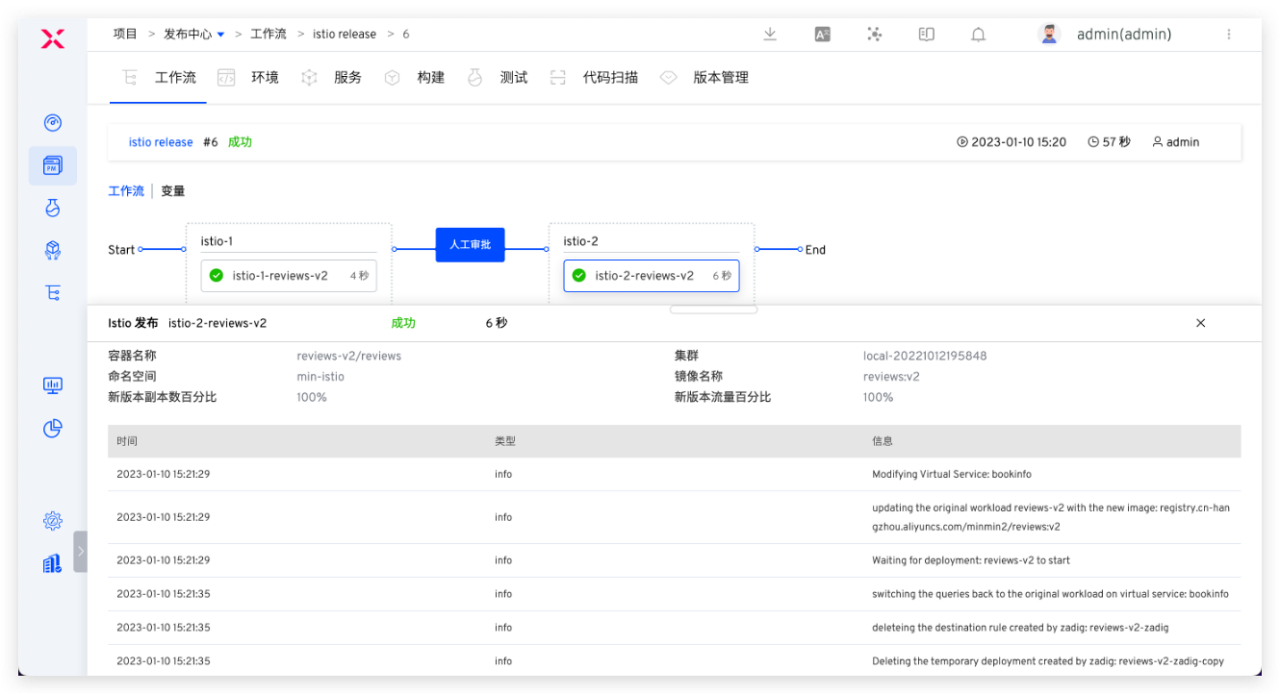 项目 > 发布中心 > 工作流 > istio release > 6
admin(admin)
工作流 环境 服务 构建 测试 代码扫描 版本管理
istio release #6 成功 2023-01-10 15:20 57 秒 admin
工作流 | 变量
Start istio-1 人工审批 istio-2 End
istio-1-reviews-v2 4 秒 istio-2-reviews-v2 6 秒
Istio 发布 istio-2-reviews-v2 成功 6 秒
容器名称 reviews-v2/reviews 集群 local-20221012195848
命名空间 min-istio 镜像名称 reviews:v2
新版本副本数百分比 100% 新版本流量百分比 100%
时间 类型 信息
2023-01-10 15:21:29 info Modifying Virtual Service: bookinfo
2023-01-10 15:21:29 info updating the original workload reviews-v2 with the new image: registry.cn-han
gzhou.aliyuncs.com/minmin2/reviews:v2
2023-01-10 15:21:29 info Waiting for deployment: reviews-v2 to start
2023-01-10 15:21:35 info switching the queries back to the original workload on virtual service: bookinfo
2023-01-10 15:21:35 info deleteing the destination rule created by zadig: reviews-v2-zadig
2023-01-10 15:21:35 info Deleting the temporary deployment created by zadig: reviews-v2-zadig-copy